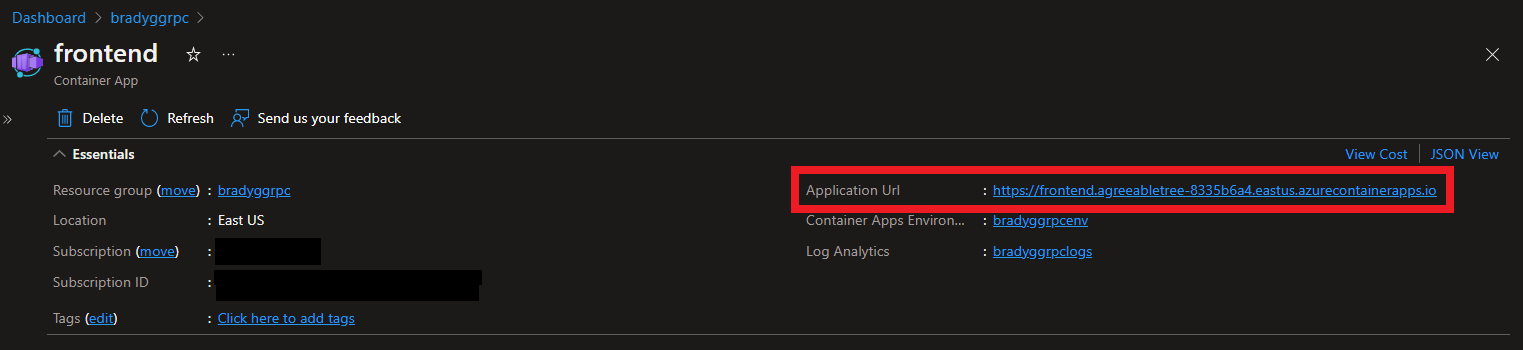 Dashboard > bradyggrpc >
frontend ☆ ...
Container App
» Delete Refresh Send us your feedback
Essentials View Cost JSON View
Resource group (move) : bradyggrpc
Location : East US
Subscription (move) :
Subscription ID :
Tags (edit) : Click here to add tags
Application Url : https://frontend.agreeabletree-8335b6a4.eastus.azurecontainerapps.io
Container Apps Environ... : bradyggrpcenv
Log Analytics : bradyggrpclogs